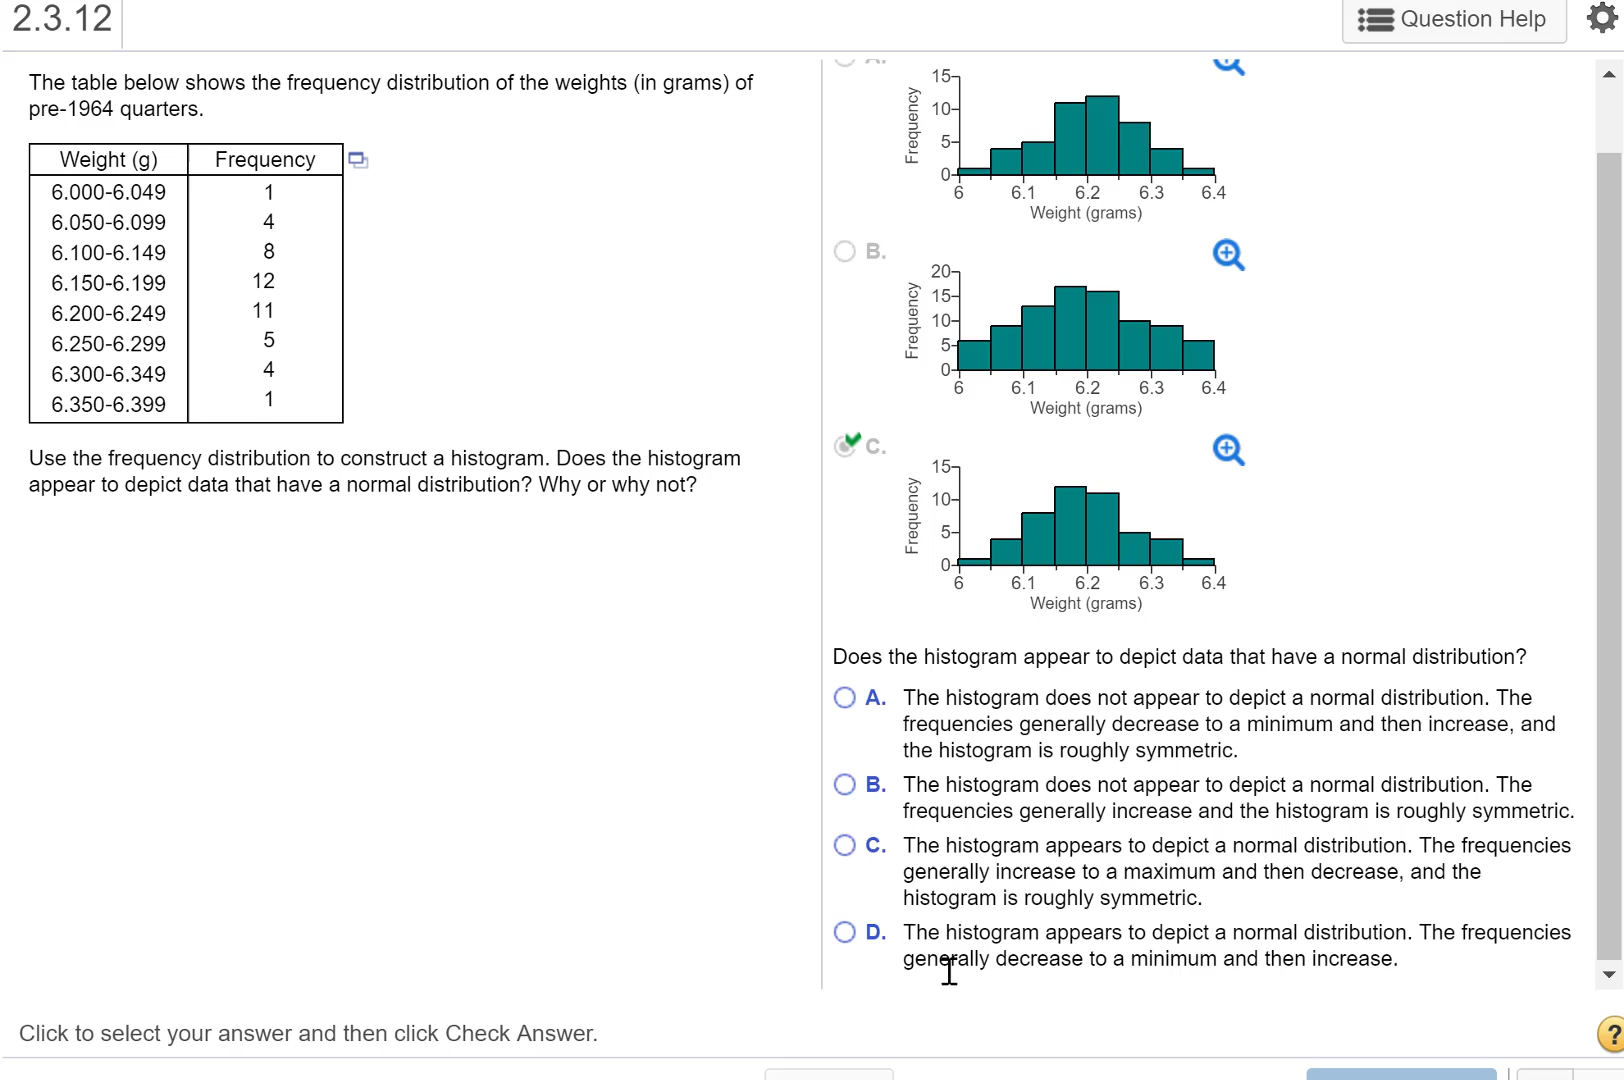 2.3.12
Question Help
The table below shows the frequency distribution of the weights (in grams) of
pre-1964 quarters.
Weight (g) Frequency
6.000-6.049 1
6.050-6.099 4
6.100-6.149 8
6.150-6.199 12
6.200-6.249 11
6.250-6.299 5
6.300-6.349 4
6.350-6.399 1
Use the frequency distribution to construct a histogram. Does the histogram
appear to depict data that have a normal distribution? Why or why not?
A.
15
10
5
0
Frequency
6 6.1 6.2 6.3 6.4
Weight (grams)
B.
20
15
10
5
0
Frequency
6 6.1 6.2 6.3 6.4
Weight (grams)
C.
15
10
5
0
Frequency
6 6.1 6.2 6.3 6.4
Weight (grams)
Does the histogram appear to depict data that have a normal distribution?
A. The histogram does not appear to depict a normal distribution. The
frequencies generally decrease to a minimum and then increase, and
the histogram is roughly symmetric.
B. The histogram does not appear to depict a normal distribution. The
frequencies generally increase and the histogram is roughly symmetric.
C. The histogram appears to depict a normal distribution. The frequencies
generally increase to a maximum and then decrease, and the
histogram is roughly symmetric.
D. The histogram appears to depict a normal distribution. The frequencies
generally decrease to a minimum and then increase.
Click to select your answer and then click Check Answer.
?